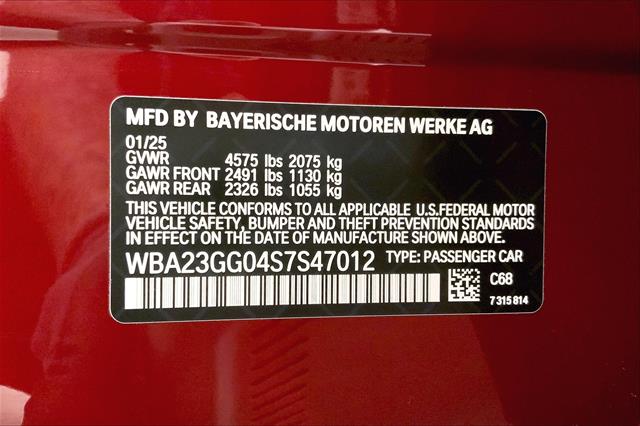 MFD BY BAYERISCHE MOTOREN WERKE AG
01/25
GVWR 4575 lbs 2075 kg
GAWR FRONT 2491 lbs 1130 kg
GAWR REAR 2326 lbs 1055 kg
THIS VEHICLE CONFORMS TO ALL APPLICABLE U.S.FEDERAL MOTOR
VEHICLE SAFETY, BUMPER AND THEFT PREVENTION STANDARDS
IN EFFECT ON THE DATE OF MANUFACTURE SHOWN ABOVE.
WBA23GG04S7S47012 TYPE: PASSENGER CAR
C68
7315814